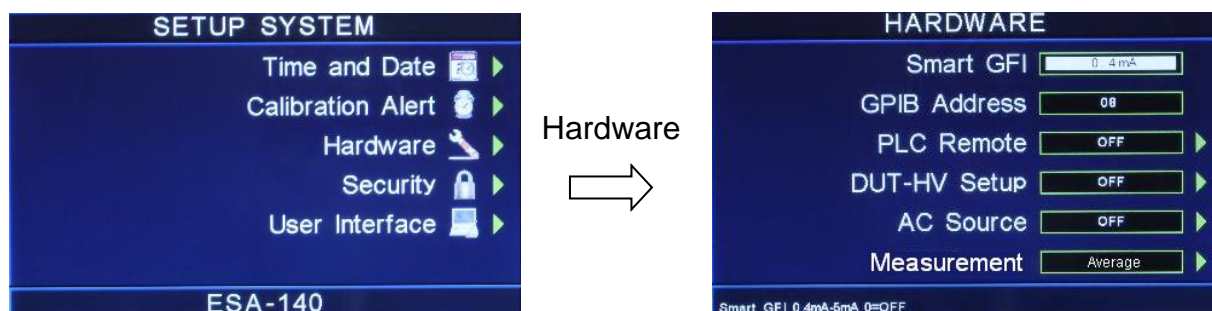 SETUP SYSTEM
Time and Date
Calibration Alert
Hardware
Security
User Interface
ESA-140
Hardware
HARDWARE
Smart GFI 0.4mA
GPIB Address 08
PLC Remote OFF
DUT-HV Setup OFF
AC Source OFF
Measurement Average
Smart GFI 0.4mA-5mA 0=OFF